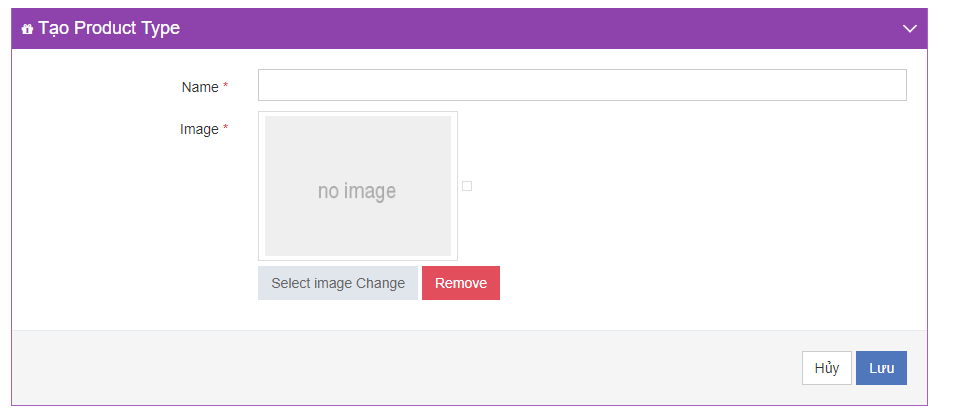 Tạo Product Type
Name *
Image *
no image
Select image Change Remove
Hủy Lưu